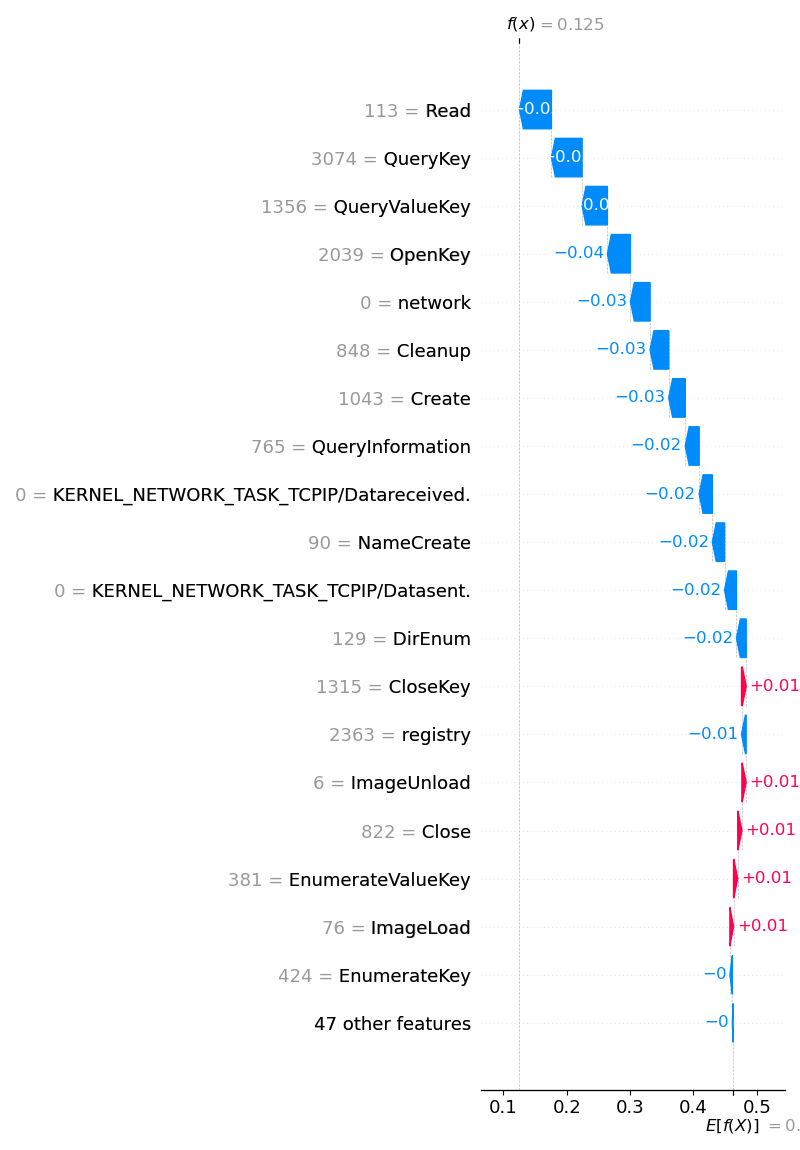 f(x) = 0.125
113 = Read −0.0
3074 = QueryKey −0.0
1356 = QueryValueKey 0.0
2039 = OpenKey −0.04
0 = network −0.03
848 = Cleanup −0.03
1043 = Create −0.03
765 = QueryInformation −0.02
0 = KERNEL_NETWORK_TASK_TCPIP/Datareceived. −0.02
90 = NameCreate −0.02
0 = KERNEL_NETWORK_TASK_TCPIP/Datasent. −0.02
129 = DirEnum −0.02
1315 = CloseKey +0.01
2363 = registry −0.01
6 = ImageUnload +0.01
822 = Close +0.01
381 = EnumerateValueKey +0.01
76 = ImageLoad +0.01
424 = EnumerateKey −0
47 other features −0
0.1 0.2 0.3 0.4 0.5
E[f(X)] = 0.